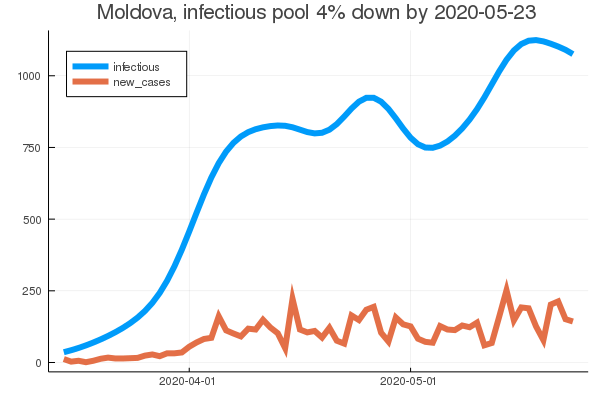 Moldova, infectious pool 4% down by 2020-05-23
infectious
new_cases
1000
750
500
250
0
2020-04-01
2020-05-01